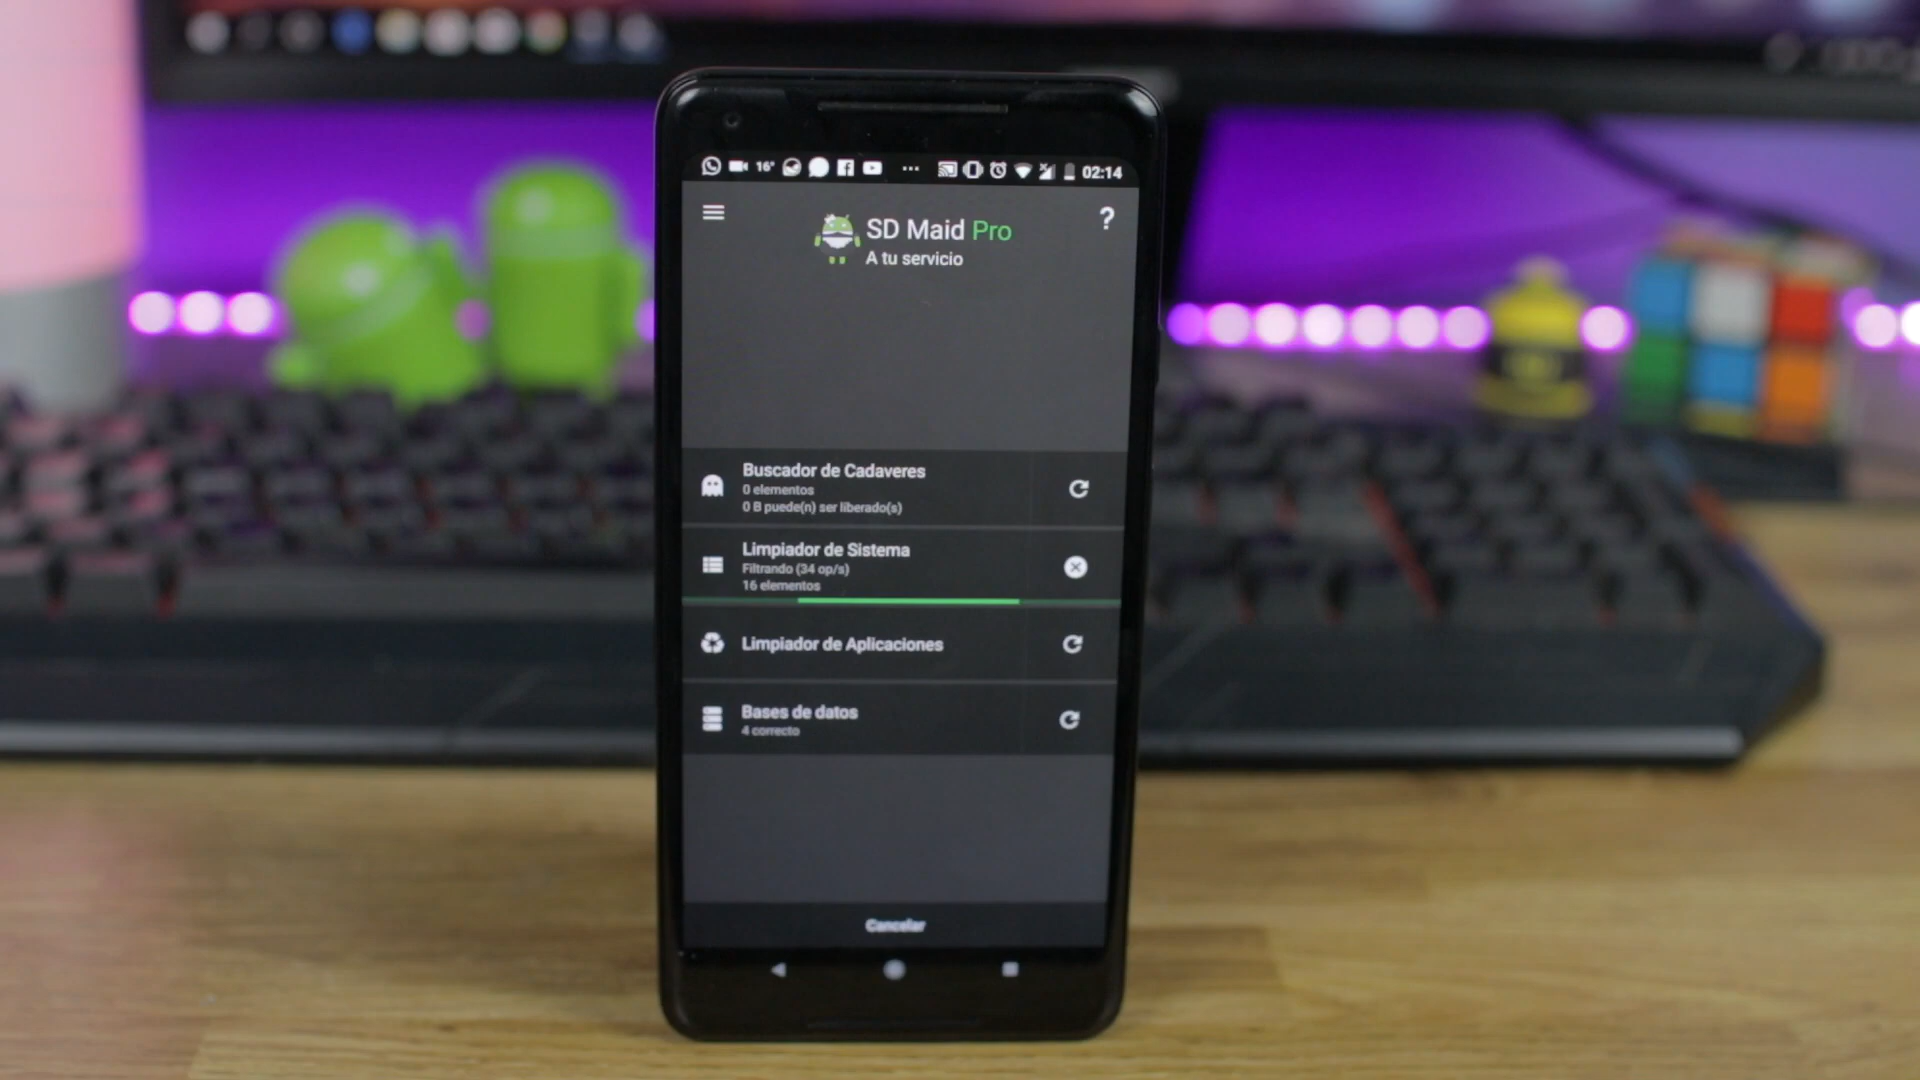 16°
02:14
SD Maid Pro
A tu servicio
Buscador de Cadaveres
0 elementos
0 B puede(n) ser liberado(s)
Limpiador de Sistema
Filtrando (34 op/s)
16 elementos
Limpiador de Aplicaciones
Bases de datos
4 correcto
Cancelar